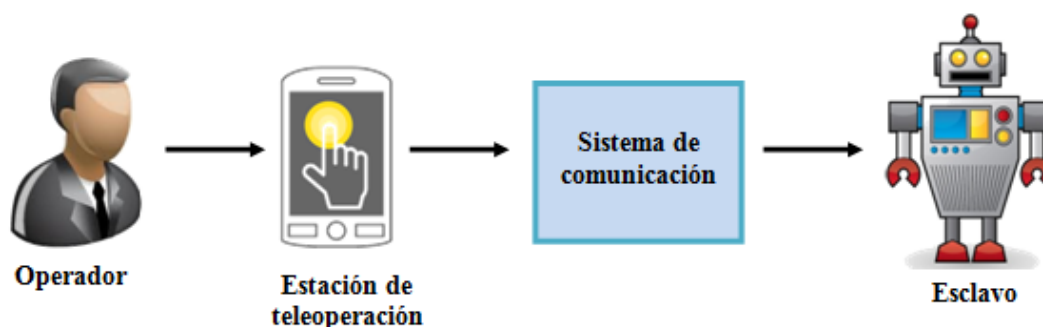 Operador
Estación de
teleoperación
Sistema de
comunicación
Esclavo